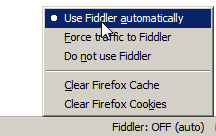 Use Fiddler automatically
Force traffic to Fiddler
Do not use Fiddler
Clear Firefox Cache
Clear Firefox Cookies
Fiddler: OFF (auto)